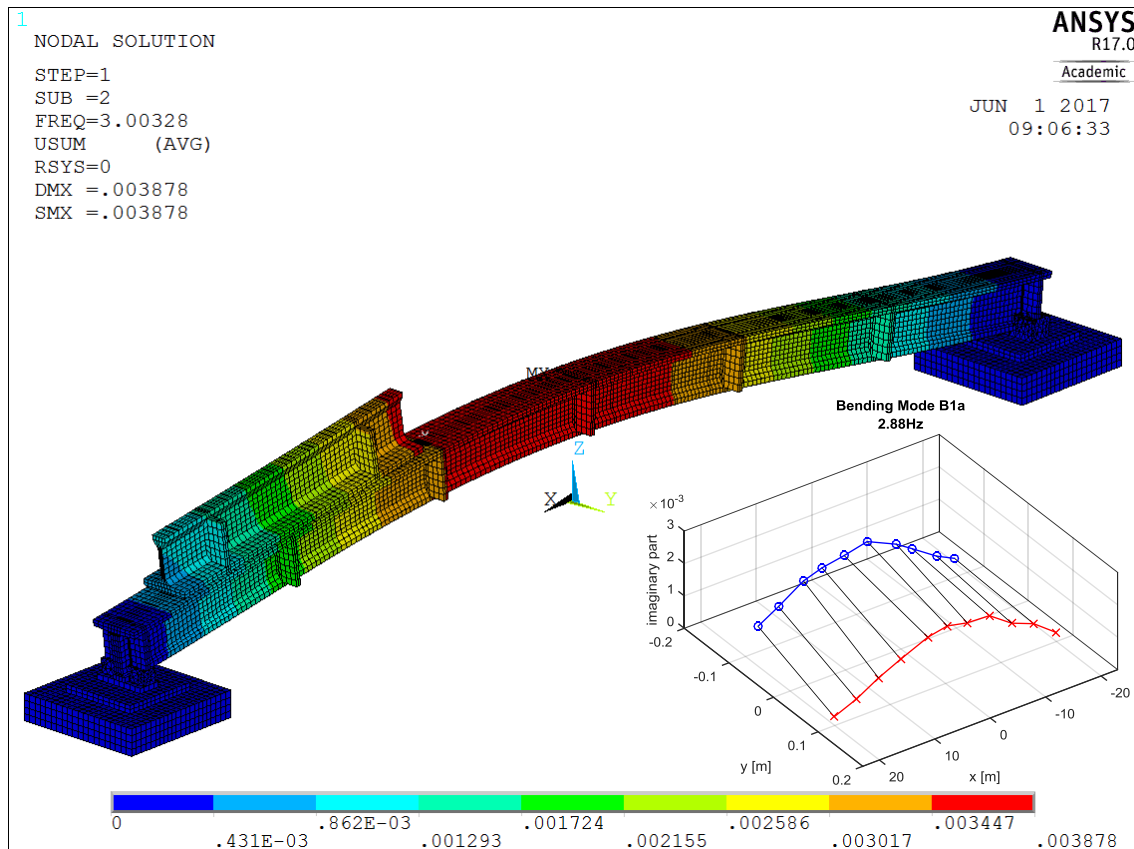 1
NODAL SOLUTION
STEP=1
SUB =2
FREQ=3.00328
USUM (AVG)
RSYS=0
DMX =.003878
SMX =.003878
ANSYS
R17.0
Academic
JUN 1 2017
09:06:33
MX
Z
X
Y
Bending Mode B1a
2.88Hz
×10-3
imaginary part
3
2
1
0
-0.2
-0.1
0
0.1
0.2
y [m]
20
10
0
-10
-20
x [m]
0
.431E-03
.862E-03
.001293
.001724
.002155
.002586
.003017
.003447
.003878